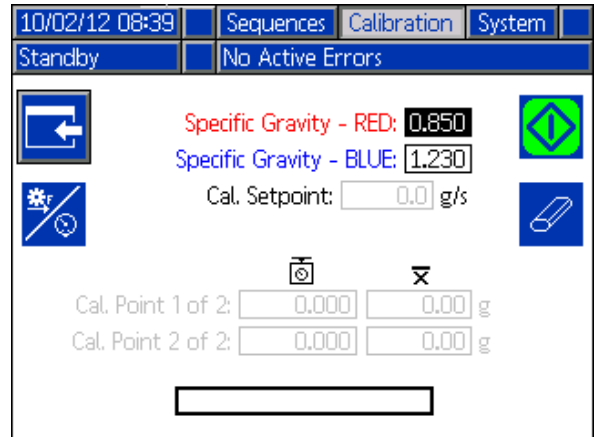 10/02/12 08:39 Sequences Calibration System
Standby No Active Errors
Specific Gravity - RED: 0.850
Specific Gravity - BLUE: 1.230
Cal. Setpoint: 0.0 g/s
F
x
Cal. Point 1 of 2: 0.000 0.00 g
Cal. Point 2 of 2: 0.000 0.00 g